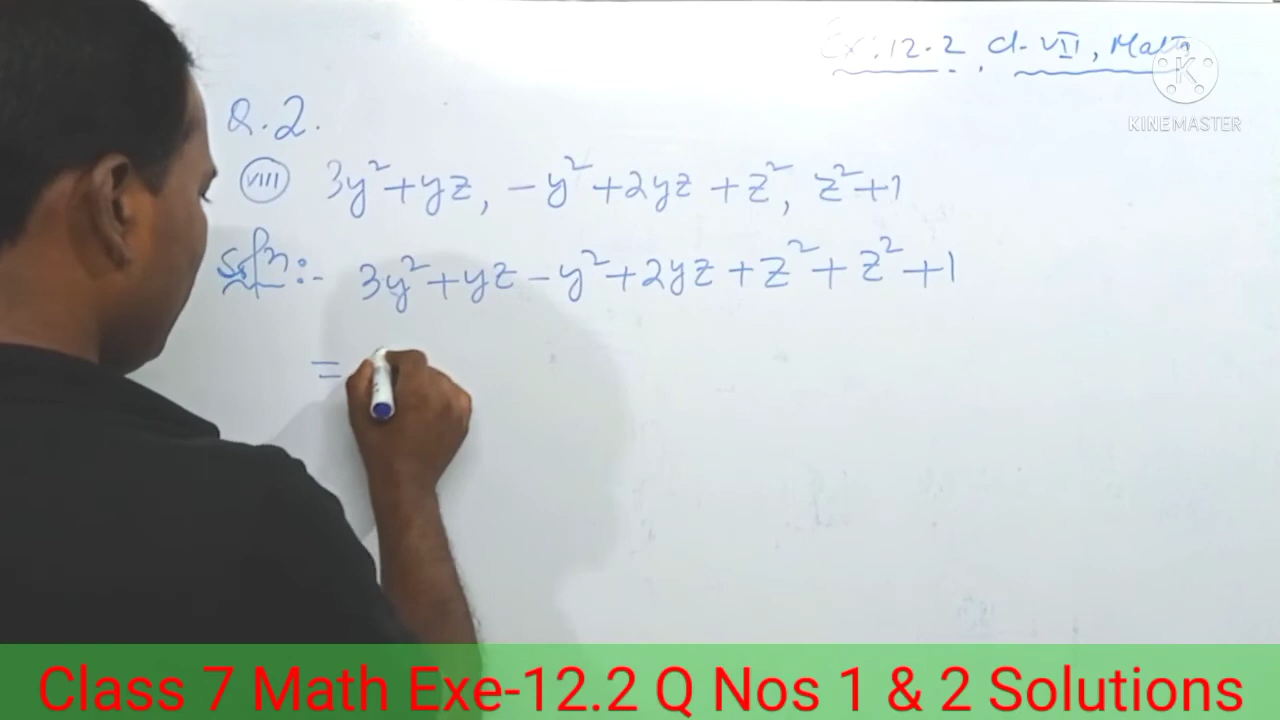 Ex:12.2, cl-VII, Math
KINEMASTER
Q.2.
VIII 3y²+yz, -y²+2yz+z², z²+1
Soln:- 3y²+yz-y²+2yz+z²+z²+1
=
Class 7 Math Exe-12.2 Q Nos 1 & 2 Solutions